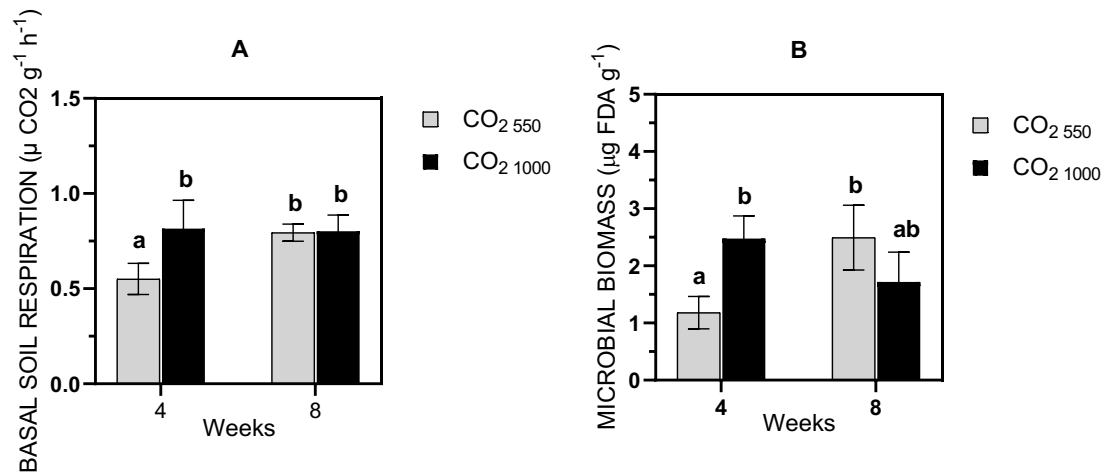 A
BASAL SOIL RESPIRATION (µ CO2 g-1 h-1)
1.5
1.0
0.5
0.0
a
b
b
b
4
8
Weeks
CO2 550
CO2 1000
B
MICROBIAL BIOMASS (µg FDA g-1)
5
4
3
2
1
0
a
b
b
ab
4
8
Weeks
CO2 550
CO2 1000